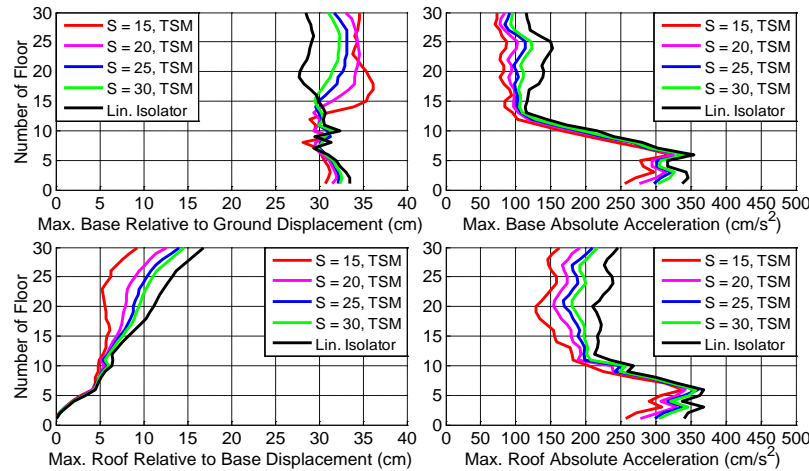 Number of Floor
30
25
20
15
10
5
0
S = 15, TSM
S = 20, TSM
S = 25, TSM
S = 30, TSM
Lin. Isolator
0 5 10 15 20 25 30 35 40
Max. Base Relative to Ground Displacement (cm)
30
25
20
15
10
5
0
S = 15, TSM
S = 20, TSM
S = 25, TSM
S = 30, TSM
Lin. Isolator
0 50 100 150 200 250 300 350 400 450 500
Max. Base Absolute Acceleration (cm/s²)
Number of Floor
30
25
20
15
10
5
0
S = 15, TSM
S = 20, TSM
S = 25, TSM
S = 30, TSM
Lin. Isolator
0 5 10 15 20 25 30 35 40
Max. Roof Relative to Base Displacement (cm)
30
25
20
15
10
5
0
S = 15, TSM
S = 20, TSM
S = 25, TSM
S = 30, TSM
Lin. Isolator
0 50 100 150 200 250 300 350 400 450 500
Max. Roof Absolute Acceleration (cm/s²)